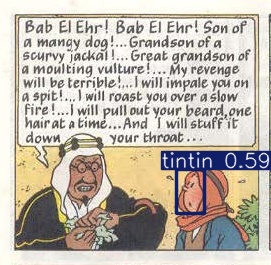 Bab El Ehr! Bab El Ehr! Son of
a mangy dog!... Grandson of a
scurvy jackal!... Great grandson of
a moulting vulture!... My revenge
will be terrible!... I will impale you on
a spit!... I will roast you over a slow
fire!... I will pull out your beard, one
hair at a time... And I will stuff it
down your throat...
tintin 0.59